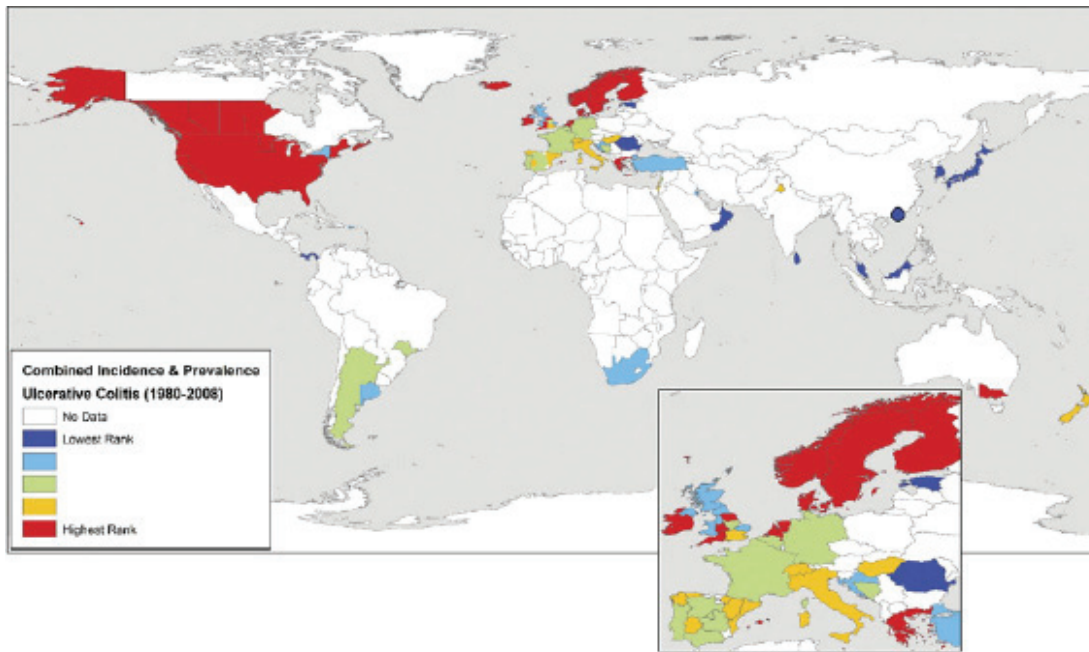 Combined Incidence & Prevalence
Ulcerative Colitis (1980-2008)
No Data
Lowest Rank
Highest Rank